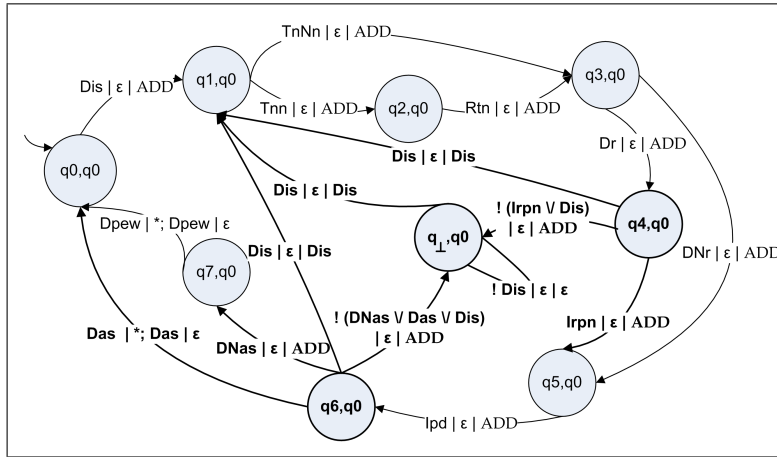 TnNn | ε | ADD
q1,q0
q3,q0
Dis | ε | ADD
Tnn | ε | ADD
q2,q0
Rtn | ε | ADD
Dr | ε | ADD
q0,q0
Dis | ε | Dis
Dis | ε | Dis
! (Irpn \/ Dis)
| ε | ADD
q4,q0
Dpew | *; Dpew | ε
q⊥,q0
Dis | ε | Dis
DNr | ε | ADD
q7,q0
! Dis | ε | ε
! (DNas \/ Das \/ Dis)
| ε | ADD
Das | *; Das | ε
DNas | ε | ADD
Irpn | ε | ADD
q5,q0
q6,q0
Ipd | ε | ADD